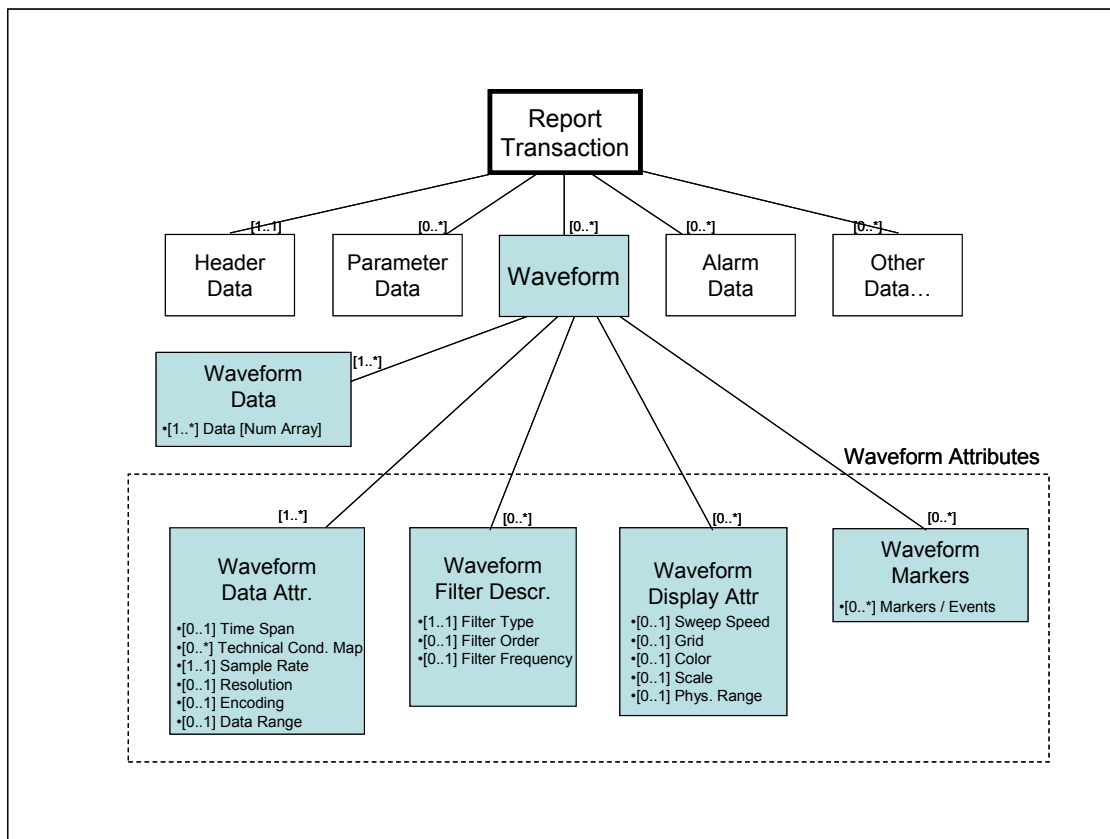 Report
Transaction
[1..1]
[0..*]
[0..*]
[0..*]
[0..*]
Header
Data
Parameter
Data
Waveform
Alarm
Data
Other
Data…
[1..*]
Waveform
Data
•[1..*] Data [Num Array]
Waveform Attributes
[1..*]
[0..*]
[0..*]
[0..*]
Waveform
Data Attr.
•[0..1] Time Span
•[0..*] Technical Cond. Map
•[1..1] Sample Rate
•[0..1] Resolution
•[0..1] Encoding
•[0..1] Data Range
Waveform
Filter Descr.
•[1..1] Filter Type
•[0..1] Filter Order
•[0..1] Filter Frequency
Waveform
Display Attr
•[0..1] Sweep Speed
•[0..1] Grid
•[0..1] Color
•[0..1] Scale
•[0..1] Phys. Range
Waveform
Markers
•[0..*] Markers / Events